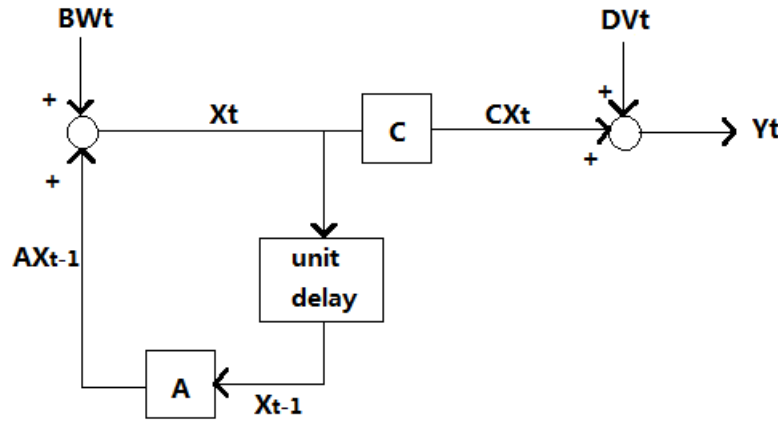 BWt
DVt
+
+
Xt
C
CXt
Yt
+
+
AXt-1
unit
delay
A
Xt-1